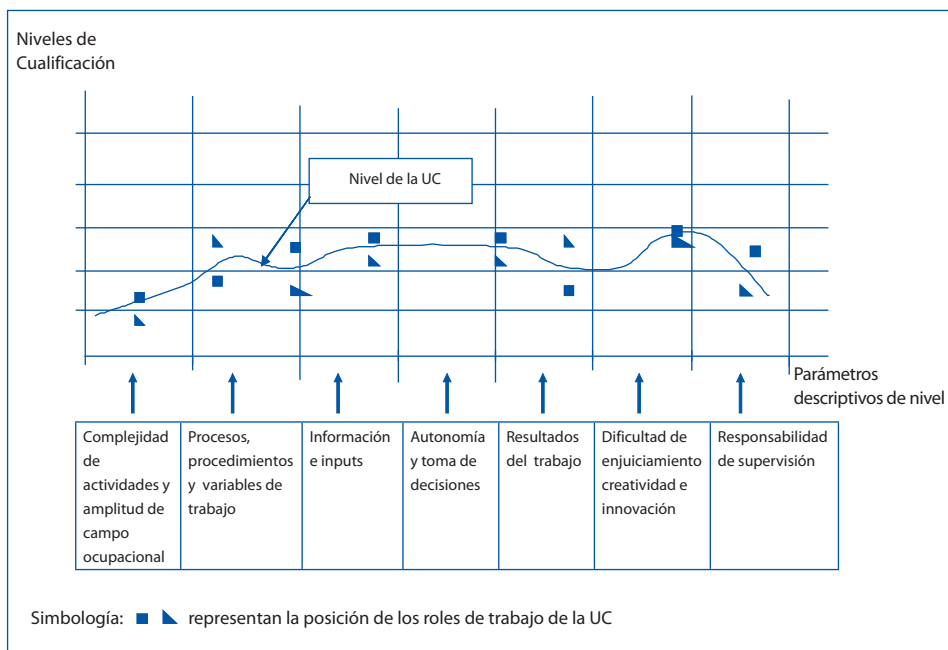 Niveles de
Cualificación
Nivel de la UC
Parámetros
descriptivos de nivel
Complejidad
de
actividades y
amplitud de
campo
ocupacional
Procesos,
procedimientos
y variables de
trabajo
Información
e inputs
Autonomía
y toma de
decisiones
Resultados
del trabajo
Dificultad de
enjuiciamiento
creatividad e
innovación
Responsabilidad
de supervisión
Simbología: representan la posición de los roles de trabajo de la UC